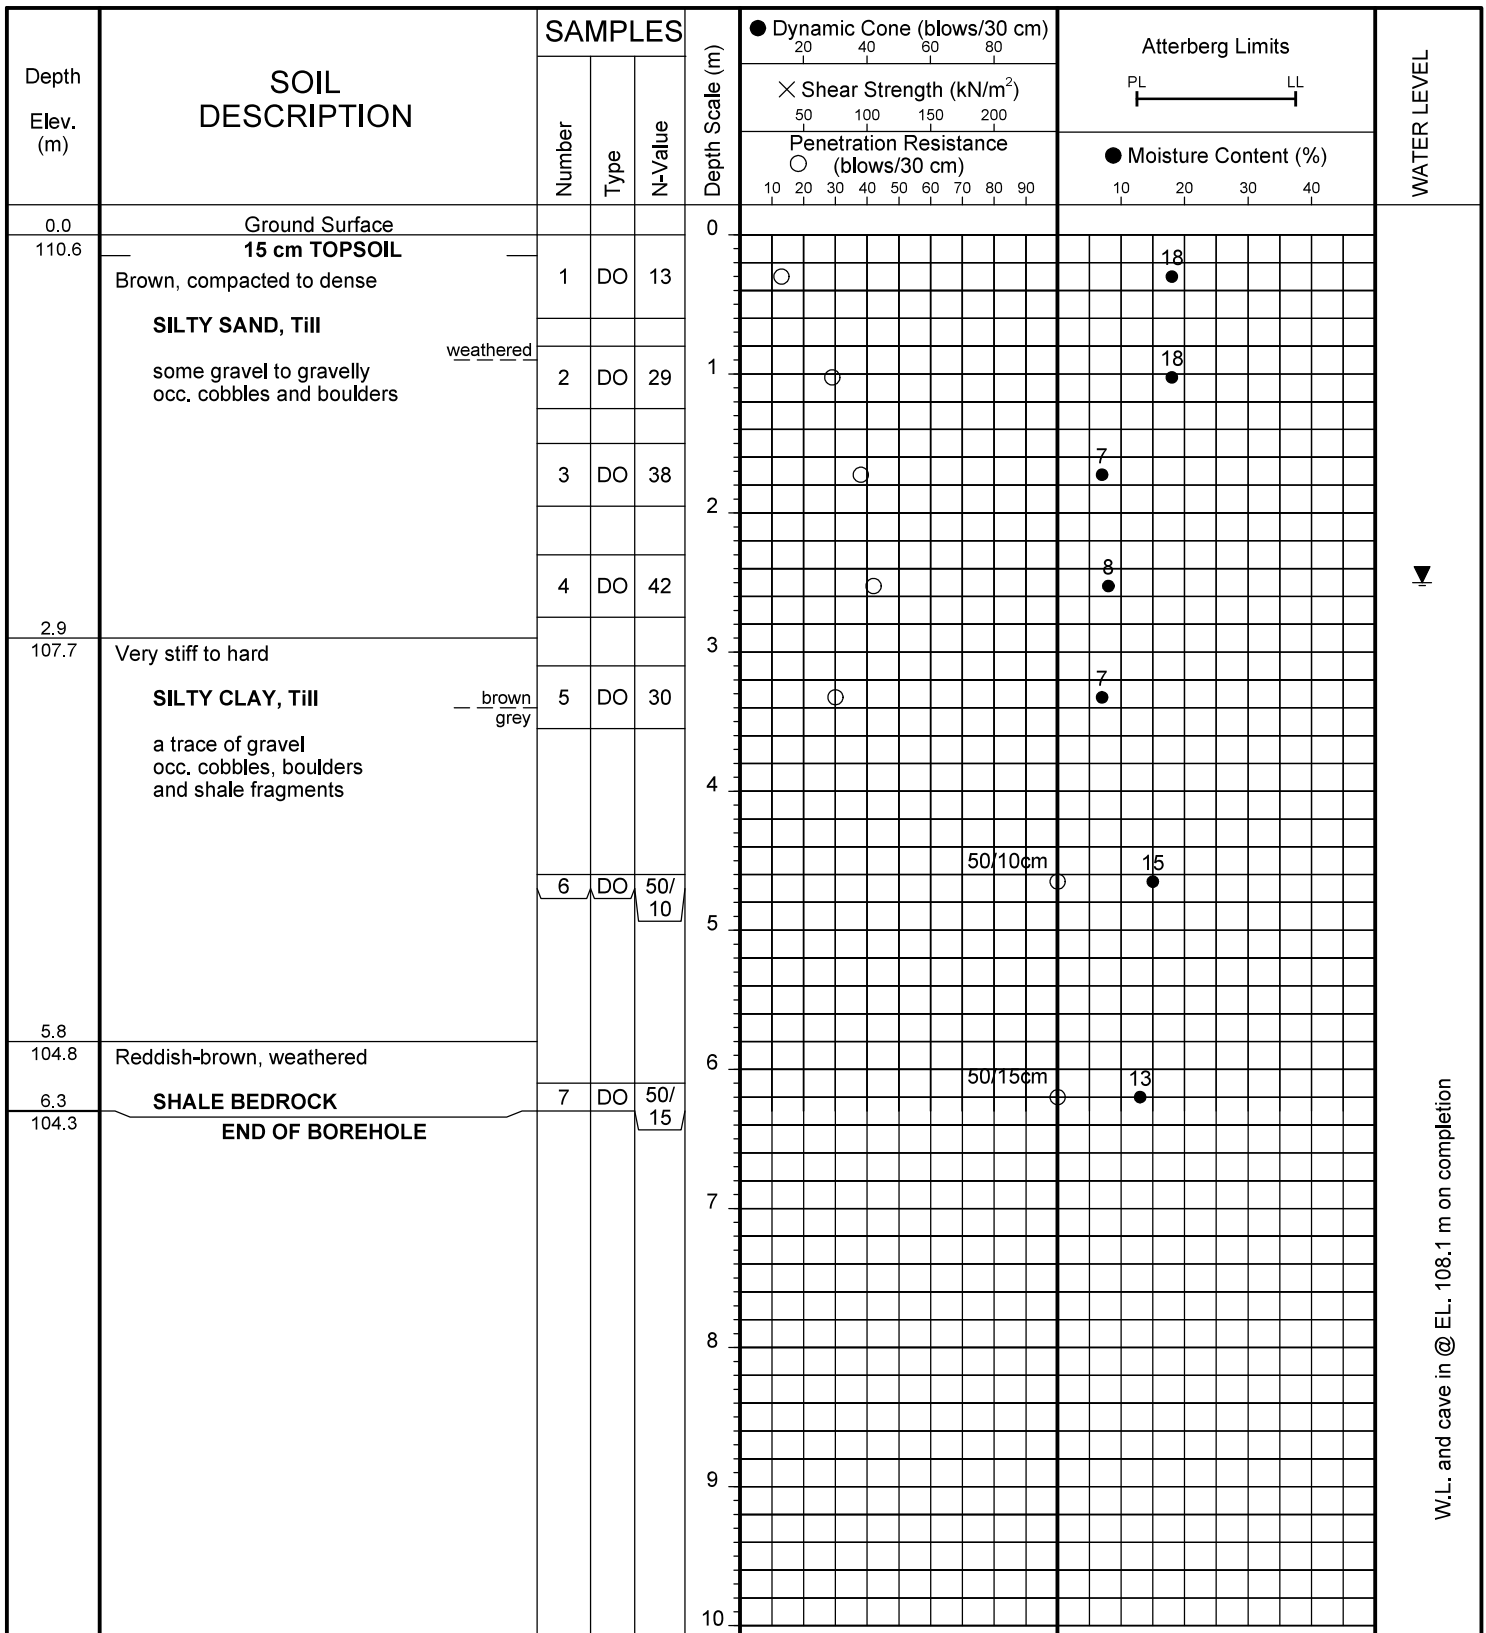 Depth
Elev.
(m)
SOIL
DESCRIPTION
SAMPLES
Number
Type
N-Value
Depth Scale (m)
● Dynamic Cone (blows/30 cm)
20 40 60 80
× Shear Strength (kN/m²)
50 100 150 200
Penetration Resistance
○ (blows/30 cm)
10 20 30 40 50 60 70 80 90
Atterberg Limits
PL LL
● Moisture Content (%)
10 20 30 40
WATER LEVEL
0.0 Ground Surface 0
110.6 15 cm TOPSOIL
Brown, compacted to dense 1 DO 13 18
SILTY SAND, Till
weathered
some gravel to gravelly 1 18
occ. cobbles and boulders 2 DO 29
3 DO 38 7
2
4 DO 42 8
2.9
107.7 Very stiff to hard 3
SILTY CLAY, Till brown 5 DO 30 7
grey
a trace of gravel
occ. cobbles, boulders
and shale fragments 4
50/10cm 15
6 DO 50/
10
5
5.8
104.8 Reddish-brown, weathered 6
50/15cm 13
6.3 SHALE BEDROCK 7 DO 50/
15
104.3 END OF BOREHOLE
7
8
9
10
W.L. and cave in @ EL. 108.1 m on completion